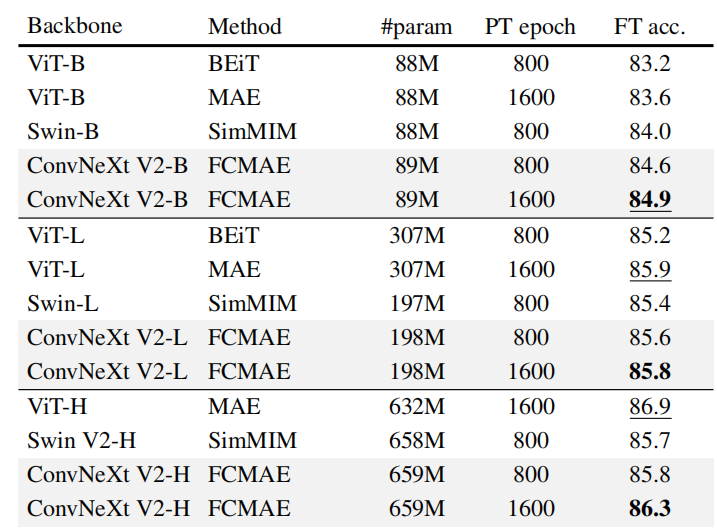 Backbone Method #param PT epoch FT acc.
ViT-B BEiT 88M 800 83.2
ViT-B MAE 88M 1600 83.6
Swin-B SimMIM 88M 800 84.0
ConvNeXt V2-B FCMAE 89M 800 84.6
ConvNeXt V2-B FCMAE 89M 1600 84.9
ViT-L BEiT 307M 800 85.2
ViT-L MAE 307M 1600 85.9
Swin-L SimMIM 197M 800 85.4
ConvNeXt V2-L FCMAE 198M 800 85.6
ConvNeXt V2-L FCMAE 198M 1600 85.8
ViT-H MAE 632M 1600 86.9
Swin V2-H SimMIM 658M 800 85.7
ConvNeXt V2-H FCMAE 659M 800 85.8
ConvNeXt V2-H FCMAE 659M 1600 86.3